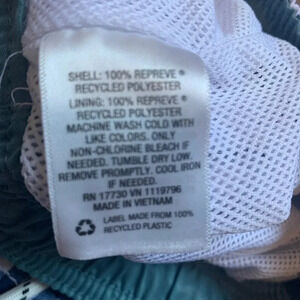 SHELL: 100% REPREVE ®
RECYCLED POLYESTER
LINING: 100% REPREVE ®
RECYCLED POLYESTER
MACHINE WASH COLD WITH
LIKE COLORS. ONLY
NON-CHLORINE BLEACH IF
NEEDED. TUMBLE DRY LOW.
REMOVE PROMPTLY. COOL IRON
IF NEEDED.
RN 17730 VN 1119796
MADE IN VIETNAM
LABEL MADE FROM 100%
RECYCLED PLASTIC